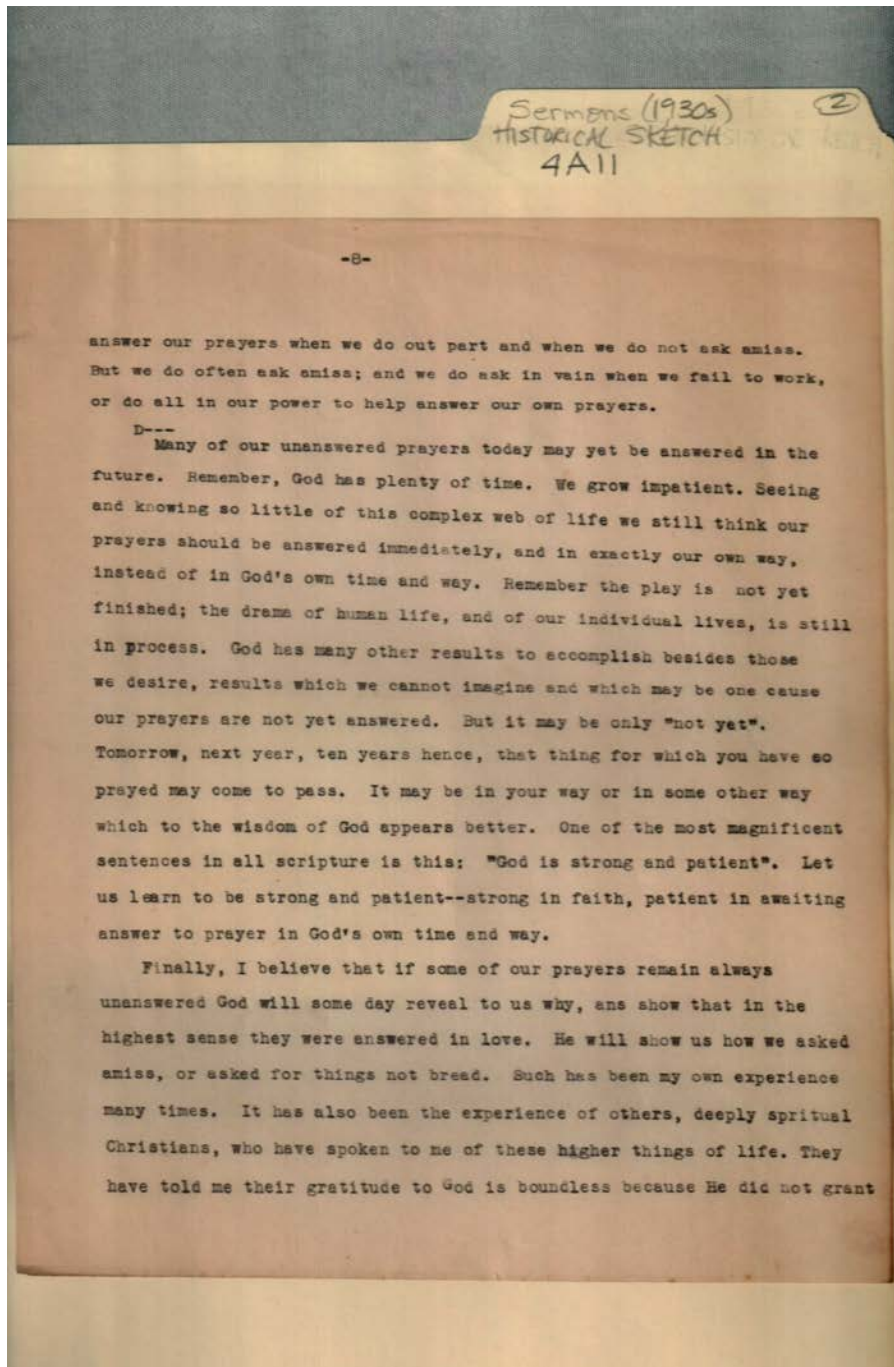 Sermons (1930s)
2
HISTORICAL SKETCH
4A11
-8-
answer our prayers when we do out part and when we do not ask amiss.
But we do often ask amiss; and we do ask in vain when we fail to work,
or do all in our power to help answer our own prayers.
D---
Many of our unanswered prayers today may yet be answered in the
future. Remember, God has plenty of time. We grow impatient. Seeing
and knowing so little of this complex web of life we still think our
prayers should be answered immediately, and in exactly our own way,
instead of in God's own time and way. Remember the play is not yet
finished; the drama of human life, and of our individual lives, is still
in process. God has many other results to accomplish besides those
we desire, results which we cannot imagine and which may be one cause
our prayers are not yet answered. But it may be only "not yet".
Tomorrow, next year, ten years hence, that thing for which you have so
prayed may come to pass. It may be in your way or in some other way
which to the wisdom of God appears better. One of the most magnificent
sentences in all scripture is this: "God is strong and patient". Let
us learn to be strong and patient--strong in faith, patient in awaiting
answer to prayer in God's own time and way.
Finally, I believe that if some of our prayers remain always
unanswered God will some day reveal to us why, ans show that in the
highest sense they were answered in love. He will show us how we asked
amiss, or asked for things not bread. Such has been my own experience
many times. It has also been the experience of others, deeply spritual
Christians, who have spoken to me of these higher things of life. They
have told me their gratitude to God is boundless because He did not grant